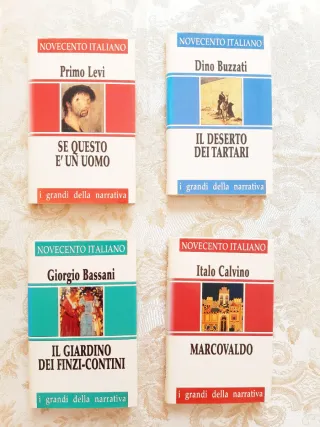 NOVECENTO ITALIANO
Primo Levi
SE QUESTO
E' UN UOMO
i grandi della narrativa
NOVECENTO ITALIANO
Dino Buzzati
IL DESERTO
DEI TARTARI
i grandi della narrativa
NOVECENTO ITALIANO
Giorgio Bassani
IL GIARDINO
DEI FINZI-CONTINI
i grandi della narrativa
NOVECENTO ITALIANO
Italo Calvino
MARCOVALDO
i grandi della narrativa